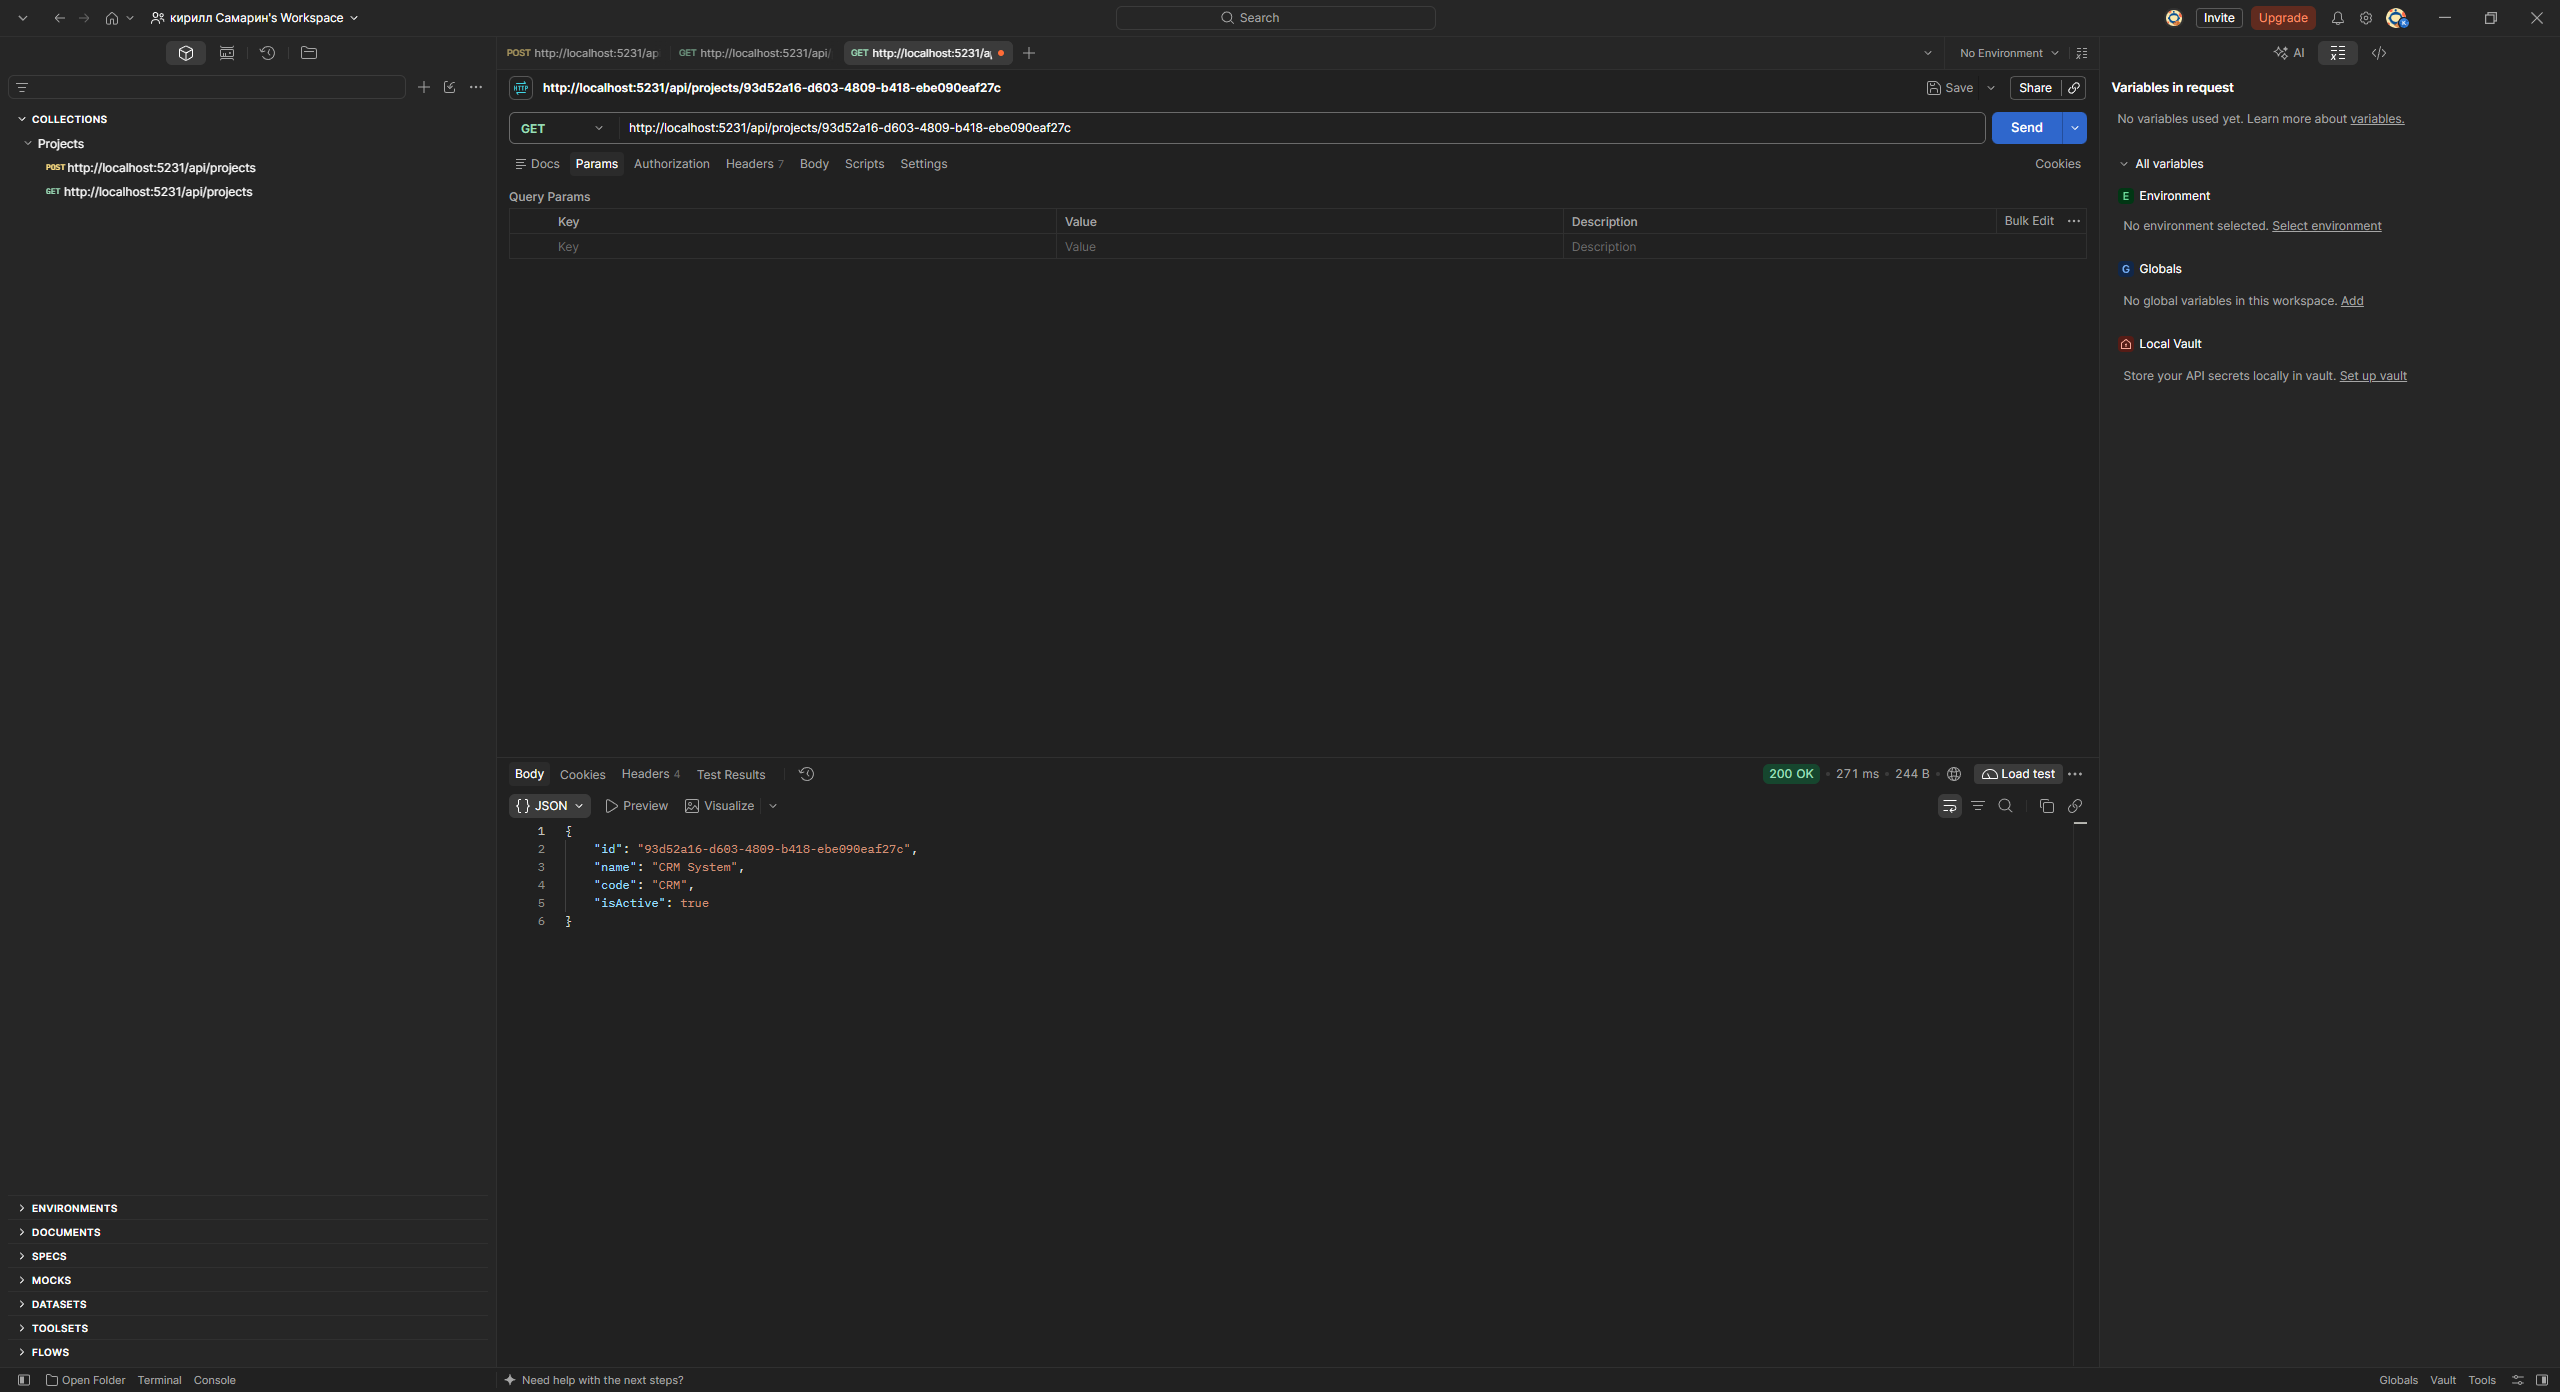 кирилл Самарин's Workspace
Search
Invite
Upgrade
POST http://localhost:5231/ap
GET http://localhost:5231/api/
GET http://localhost:5231/a
No Environment
AI
http://localhost:5231/api/projects/93d52a16-d603-4809-b418-ebe090eaf27c
Save
Share
Variables in request
COLLECTIONS
No variables used yet. Learn more about variables.
GET
http://localhost:5231/api/projects/93d52a16-d603-4809-b418-ebe090eaf27c
Send
Projects
Docs
Params
Authorization
Headers 7
Body
Scripts
Settings
Cookies
All variables
POST http://localhost:5231/api/projects
GET http://localhost:5231/api/projects
Query Params
E Environment
Key
Value
Description
Bulk Edit
No environment selected. Select environment
Key
Value
Description
G Globals
No global variables in this workspace. Add
Local Vault
Store your API secrets locally in vault. Set up vault
Body
Cookies
Headers 4
Test Results
200 OK
271 ms
244 B
Load test
{} JSON
Preview
Visualize
1 {
2 "id": "93d52a16-d603-4809-b418-ebe090eaf27c",
3 "name": "CRM System",
4 "code": "CRM",
5 "isActive": true
6 }
ENVIRONMENTS
DOCUMENTS
SPECS
MOCKS
DATASETS
TOOLSETS
FLOWS
Open Folder
Terminal
Console
Need help with the next steps?
Globals
Vault
Tools